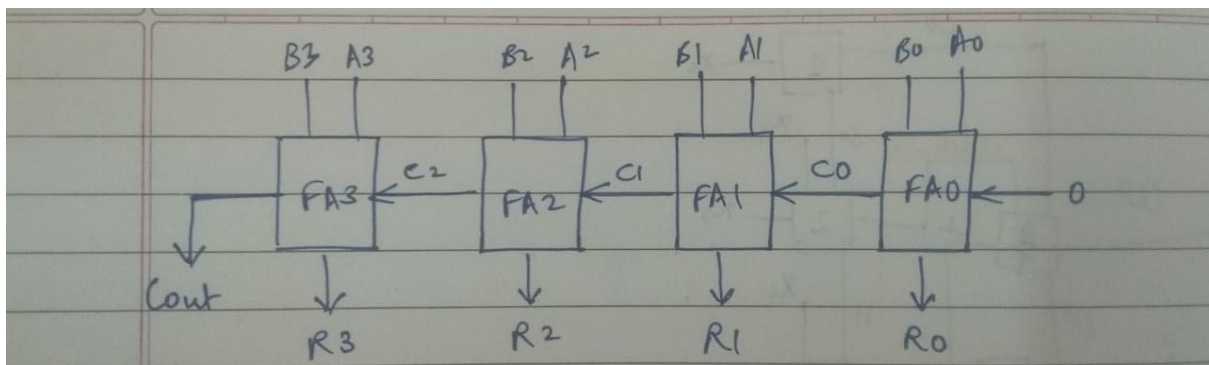 B3 A3 B2 A2 B1 A1 B0 A0
FA3 C2 FA2 C1 FA1 C0 FA0 0
Cout
R3 R2 R1 R0